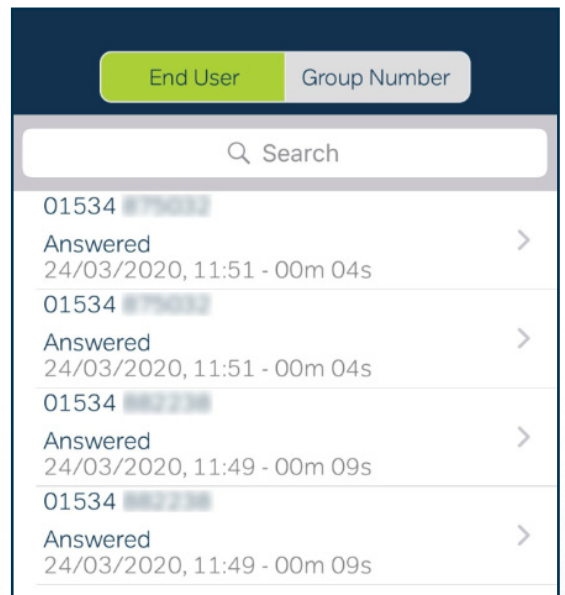 End User
Group Number
Search
01534
Answered
24/03/2020, 11:51 - 00m 04s
01534
Answered
24/03/2020, 11:51 - 00m 04s
01534
Answered
24/03/2020, 11:49 - 00m 09s
01534
Answered
24/03/2020, 11:49 - 00m 09s